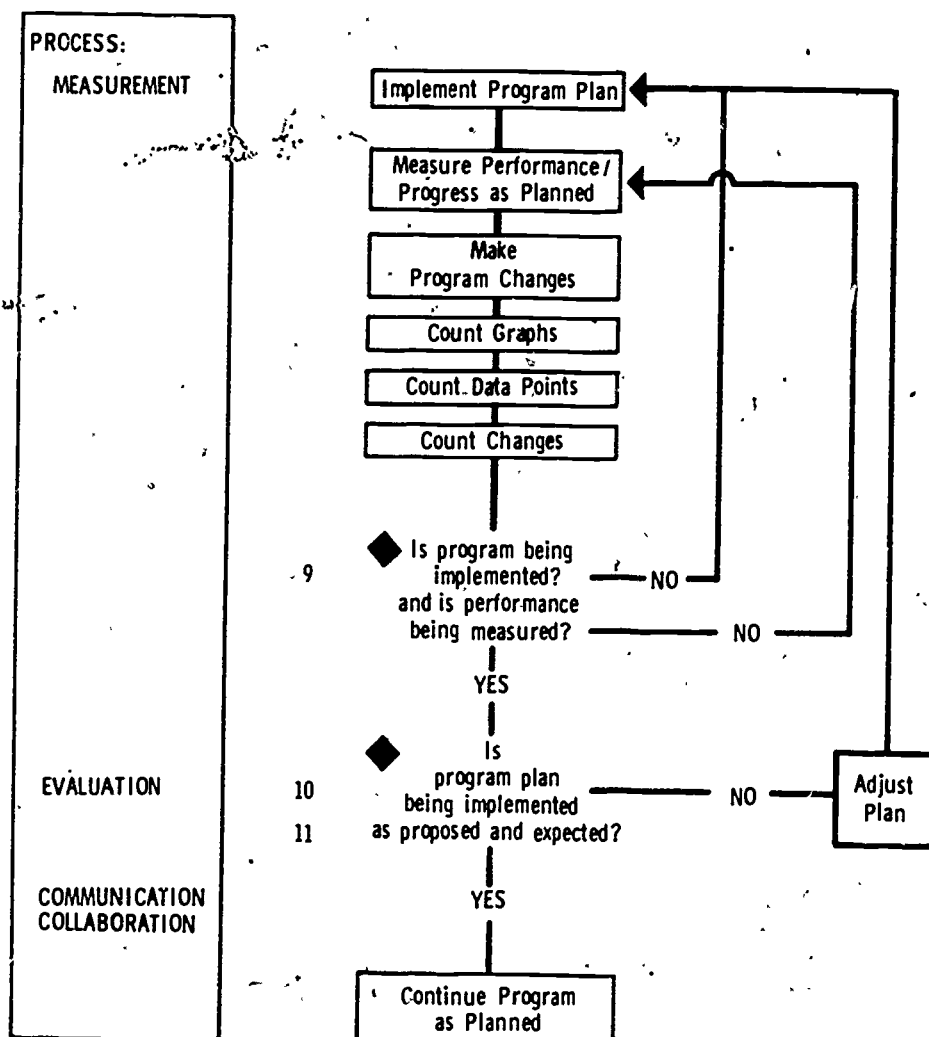 PROCESS:
MEASUREMENT
Implement Program Plan
Measure Performance/
Progress as Planned
Make
Program Changes
Count Graphs
Count Data Points
Count Changes
9
Is program being
implemented?
and is performance
being measured?
NO
NO
YES
EVALUATION
10
11
Is
program plan
being implemented
as proposed and expected?
NO
Adjust
Plan
COMMUNICATION
COLLABORATION
YES
Continue Program
as Planned